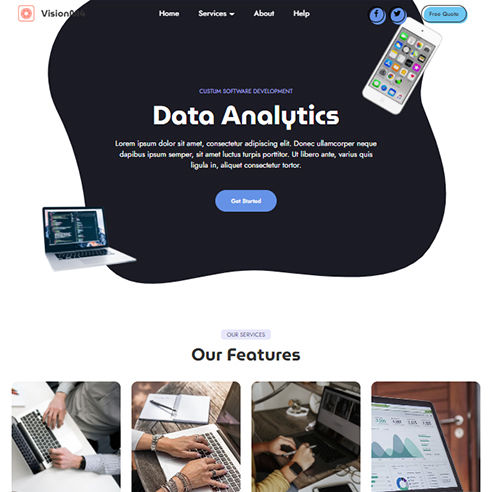 Home Services About Help
Free Quote
CUSTUM SOFTWARE DEVELOPMENT
Data Analytics
Lorem ipsum dolor sit amet, consectetur adipiscing elit. Donec ullamcorper neque
dapibus ipsum semper, sit amet luctus turpis porttitor. Ut libero ante, varius quis
ligula in, aliquet consectetur tortor.
Get Started
OUR SERVICES
Our Features